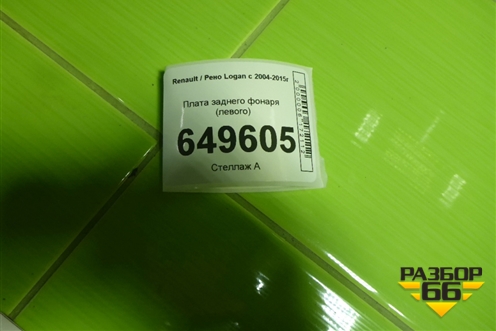 Renault / Рено Logan с 2004-2015г
Плата заднего фонаря
(левого)
649605
Стеллаж А
РАЗБОР
66